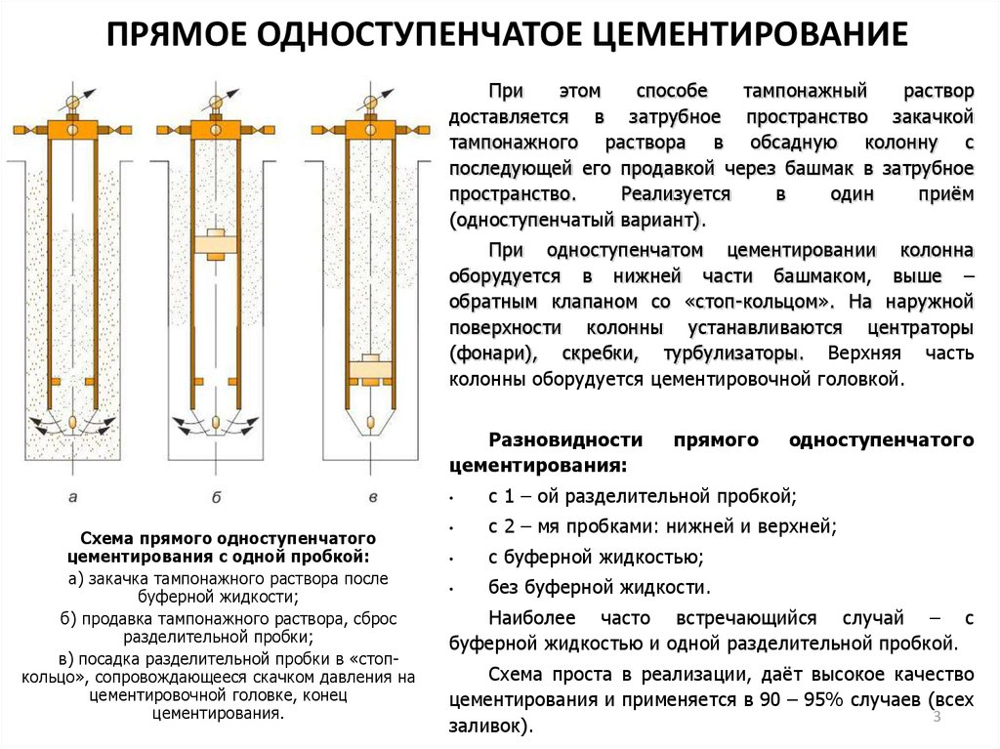 ПРЯМОЕ ОДНОСТУПЕНЧАТОЕ ЦЕМЕНТИРОВАНИЕ
а
б
в
Схема прямого одноступенчатого
цементирования с одной пробкой:
а) закачка тампонажного раствора после
буферной жидкости;
б) продавка тампонажного раствора, сброс
разделительной пробки;
в) посадка разделительной пробки в «стоп-
кольцо», сопровождающееся скачком давления на
цементировочной головке, конец
цементирования.
При этом способе тампонажный раствор
доставляется в затрубное пространство закачкой
тампонажного раствора в обсадную колонну с
последующей его продавкой через башмак в затрубное
пространство. Реализуется в один приём
(одноступенчатый вариант).
При одноступенчатом цементировании колонна
оборудуется в нижней части башмаком, выше –
обратным клапаном со «стоп-кольцом». На наружной
поверхности колонны устанавливаются центраторы
(фонари), скребки, турбулизаторы. Верхняя часть
колонны оборудуется цементировочной головкой.
Разновидности прямого одноступенчатого
цементирования:
• с 1 – ой разделительной пробкой;
• с 2 – мя пробками: нижней и верхней;
• с буферной жидкостью;
• без буферной жидкости.
Наиболее часто встречающийся случай – с
буферной жидкостью и одной разделительной пробкой.
Схема проста в реализации, даёт высокое качество
цементирования и применяется в 90 – 95% случаев (всех
заливок).
3